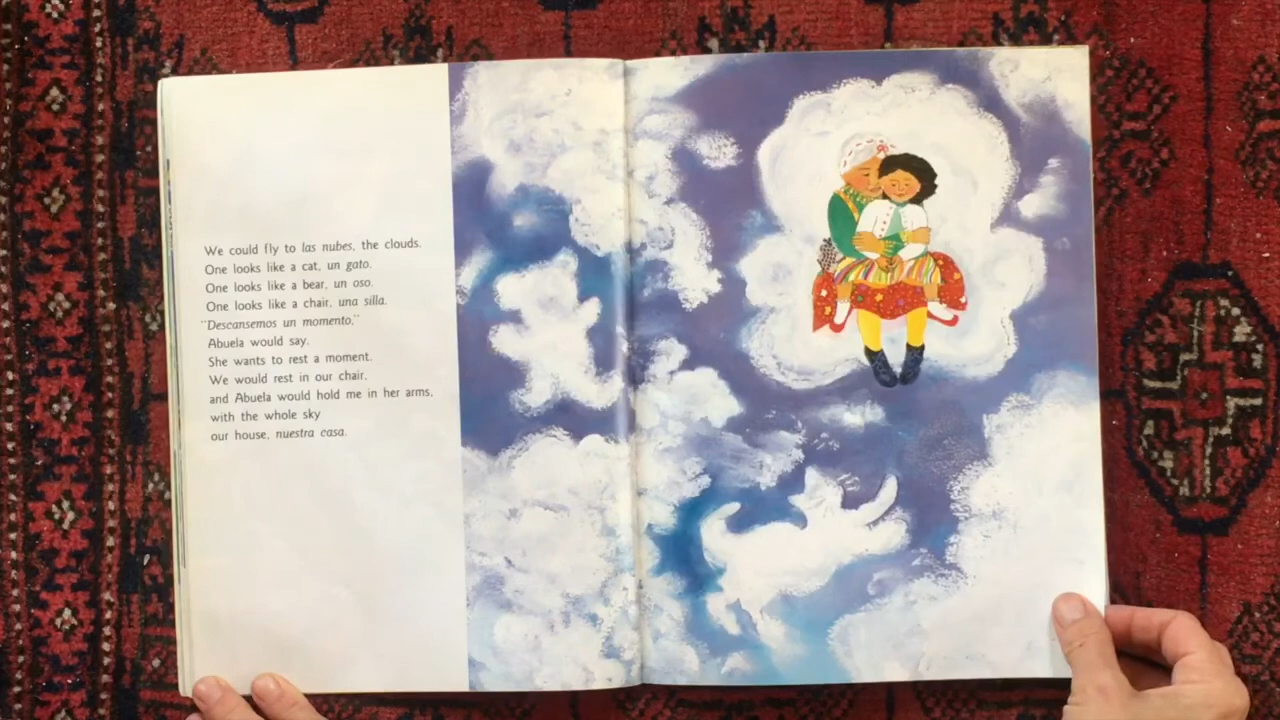 We could fly to las nubes, the clouds.
One looks like a cat, un gato.
One looks like a bear, un oso.
One looks like a chair, una silla.
"Descansemos un momento,"
Abuela would say.
She wants to rest a moment.
We would rest in our chair,
and Abuela would hold me in her arms,
with the whole sky
our house, nuestra casa.